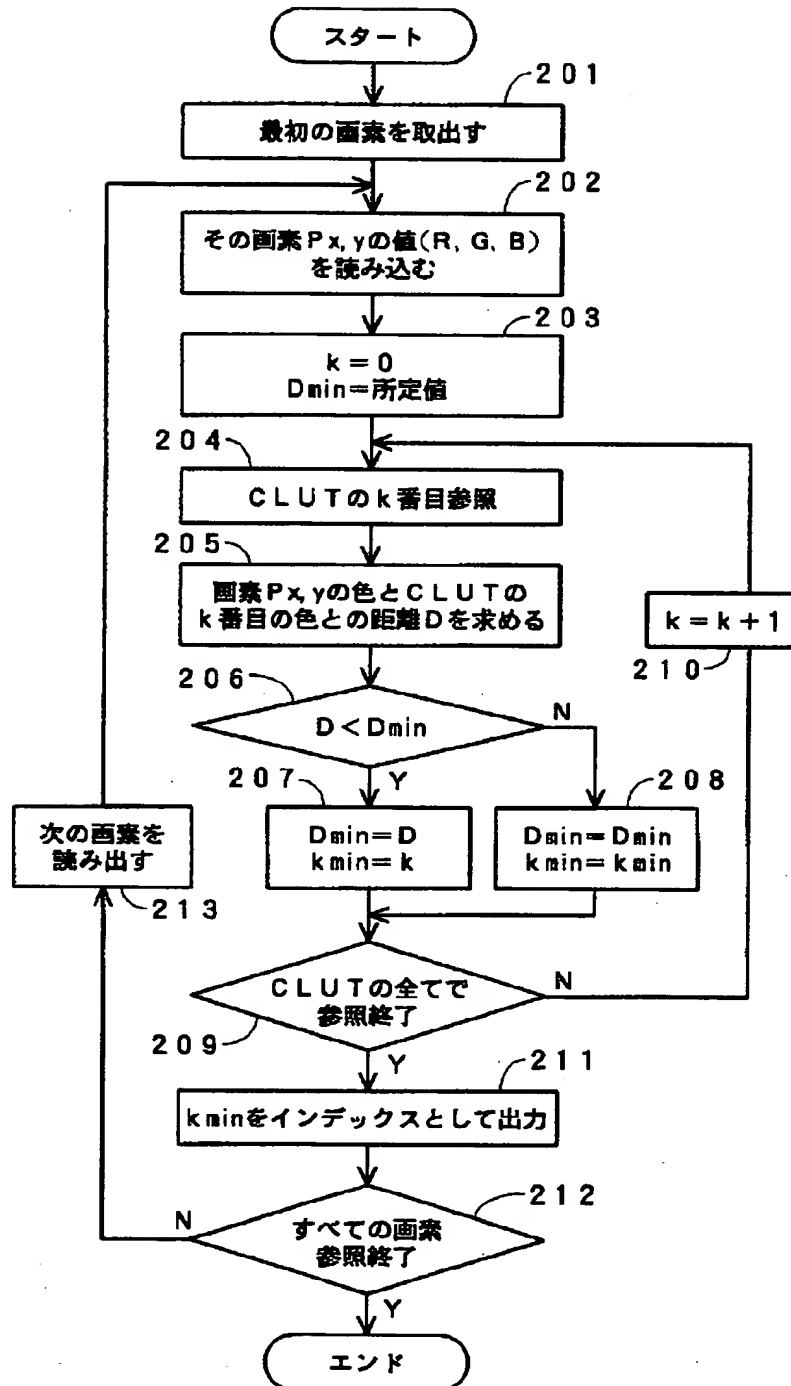 スタート
201
最初の画素を取出す
202
その画素Px,yの値(R、G、B)
を読み込む
203
k=0
Dmin=所定値
204
CLUTのk番目参照
205
画素Px,yの色とCLUTの
k番目の色との距離Dを求める
k=k+1
210
206
D<Dmin
N
Y
207
Dmin=D
kmin=k
208
Dmin=Dmin
kmin=kmin
次の画素を
読み出す
213
CLUTの全てで
参照終了
N
209
Y
211
kminをインデックスとして出力
212
N
すべての画素
参照終了
Y
エンド